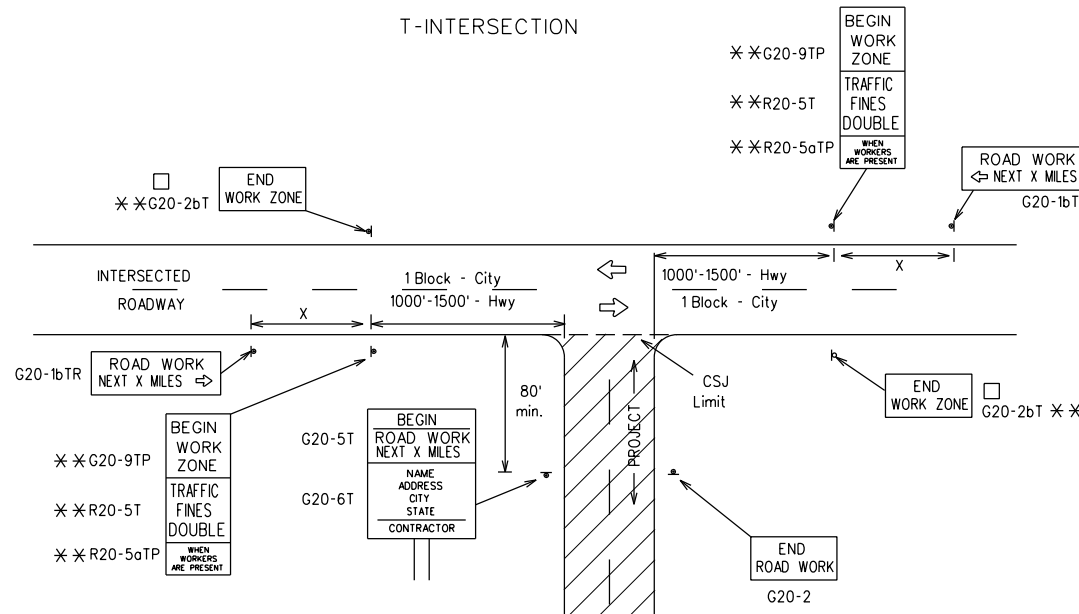 T-INTERSECTION
✳ ✳G20-9TP
BEGIN
WORK
ZONE
✳ ✳R20-5T
TRAFFIC
FINES
DOUBLE
✳ ✳R20-5aTP
WHEN
WORKERS
ARE PRESENT
ROAD WORK
⇦ NEXT X MILES
G20-1bT
□
✳ ✳G20-2bT
END
WORK ZONE
INTERSECTED
ROADWAY
1 Block - City
1000'-1500' - Hwy
X
1000'-1500' - Hwy
1 Block - City
X
G20-1bTR
ROAD WORK
NEXT X MILES ⇨
80'
min.
CSJ
Limit
PROJECT
END
WORK ZONE
□
G20-2bT ✳ ✳
✳ ✳G20-9TP
BEGIN
WORK
ZONE
✳ ✳R20-5T
TRAFFIC
FINES
DOUBLE
✳ ✳R20-5aTP
WHEN
WORKERS
ARE PRESENT
G20-5T
BEGIN
ROAD WORK
NEXT X MILES
G20-6T
NAME
ADDRESS
CITY
STATE
CONTRACTOR
END
ROAD WORK
G20-2